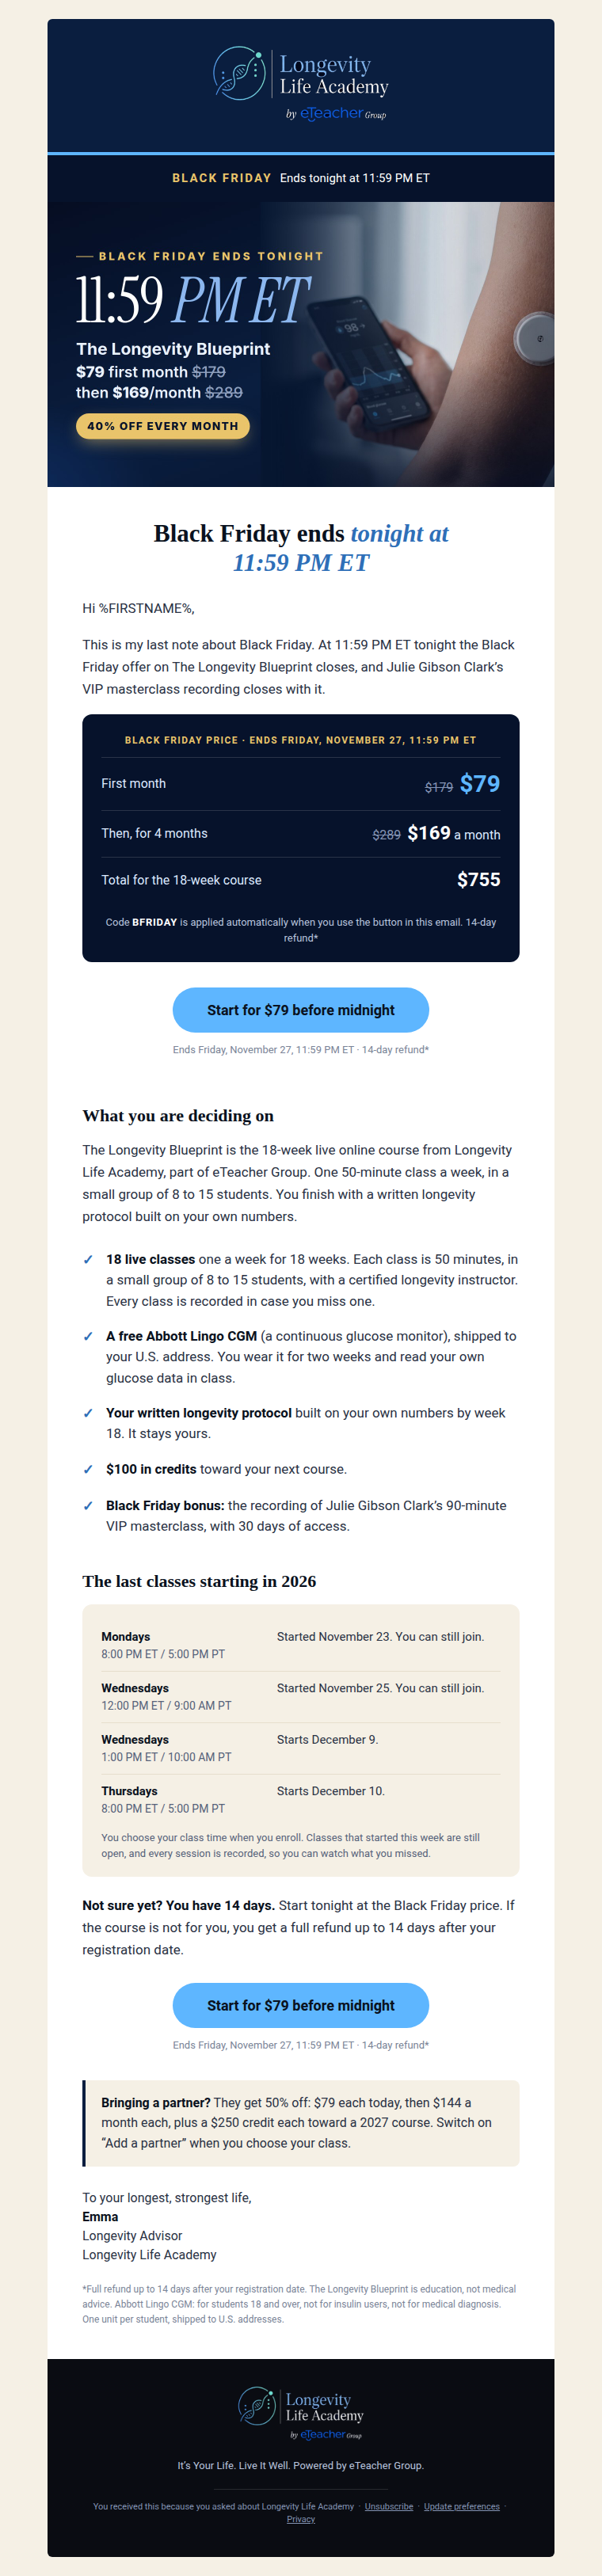 Longevity
Life Academy
by eTeacher Group
BLACK FRIDAY Ends tonight at 11:59 PM ET
BLACK FRIDAY ENDS TONIGHT
11:59 PM ET
The Longevity Blueprint
$79 first month $179
then $169/month $289
40% OFF EVERY MONTH
98
Black Friday ends tonight at
11:59 PM ET
Hi %FIRSTNAME%,
This is my last note about Black Friday. At 11:59 PM ET tonight the Black
Friday offer on The Longevity Blueprint closes, and Julie Gibson Clark’s
VIP masterclass recording closes with it.
BLACK FRIDAY PRICE · ENDS FRIDAY, NOVEMBER 27, 11:59 PM ET
First month $179 $79
Then, for 4 months $289 $169 a month
Total for the 18-week course $755
Code BFRIDAY is applied automatically when you use the button in this email. 14-day
refund*
Start for $79 before midnight
Ends Friday, November 27, 11:59 PM ET · 14-day refund*
What you are deciding on
The Longevity Blueprint is the 18-week live online course from Longevity
Life Academy, part of eTeacher Group. One 50-minute class a week, in a
small group of 8 to 15 students. You finish with a written longevity
protocol built on your own numbers.
✓ 18 live classes one a week for 18 weeks. Each class is 50 minutes, in
a small group of 8 to 15 students, with a certified longevity instructor.
Every class is recorded in case you miss one.
✓ A free Abbott Lingo CGM (a continuous glucose monitor), shipped to
your U.S. address. You wear it for two weeks and read your own
glucose data in class.
✓ Your written longevity protocol built on your own numbers by week
18. It stays yours.
✓ $100 in credits toward your next course.
✓ Black Friday bonus: the recording of Julie Gibson Clark’s 90-minute
VIP masterclass, with 30 days of access.
The last classes starting in 2026
Mondays Started November 23. You can still join.
8:00 PM ET / 5:00 PM PT
Wednesdays Started November 25. You can still join.
12:00 PM ET / 9:00 AM PT
Wednesdays Starts December 9.
1:00 PM ET / 10:00 AM PT
Thursdays Starts December 10.
8:00 PM ET / 5:00 PM PT
You choose your class time when you enroll. Classes that started this week are still
open, and every session is recorded, so you can watch what you missed.
Not sure yet? You have 14 days. Start tonight at the Black Friday price. If
the course is not for you, you get a full refund up to 14 days after your
registration date.
Start for $79 before midnight
Ends Friday, November 27, 11:59 PM ET · 14-day refund*
Bringing a partner? They get 50% off: $79 each today, then $144 a
month each, plus a $250 credit each toward a 2027 course. Switch on
“Add a partner” when you choose your class.
To your longest, strongest life,
Emma
Longevity Advisor
Longevity Life Academy
*Full refund up to 14 days after your registration date. The Longevity Blueprint is education, not medical
advice. Abbott Lingo CGM: for students 18 and over, not for insulin users, not for medical diagnosis.
One unit per student, shipped to U.S. addresses.
Longevity
Life Academy
by eTeacher Group
It’s Your Life. Live It Well. Powered by eTeacher Group.
You received this because you asked about Longevity Life Academy · Unsubscribe · Update preferences ·
Privacy